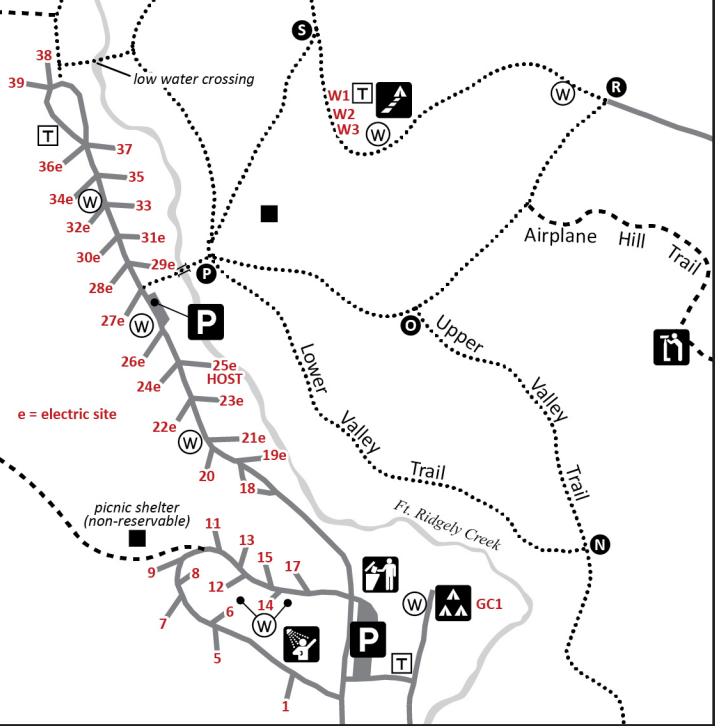 S
38
low water crossing
39
W1 T
W2
W3 W
W
R
T
37
36e
35
34e W 33
32e
31e
30e
29e
28e
P
27e
W
P
26e
25e
HOST
24e
23e
e = electric site
22e
W
21e
19e
20
18
Airplane Hill Trail
O
Upper Valley Trail
Lower Valley Trail
N
Ft. Ridgely Creek
picnic shelter
(non-reservable)
11
13
15
17
9
8
12
14
7
6
W
5
1
W
GC1
P
T